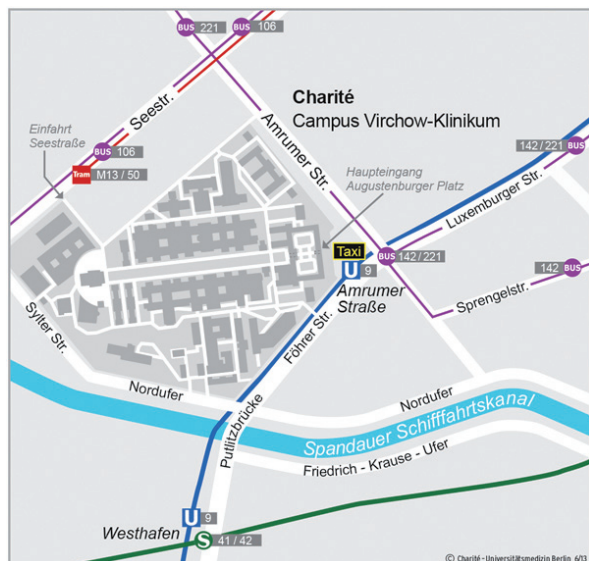 BUS 221
BUS 106
Seestr.
Charité
Campus Virchow-Klinikum
Amrumer Str.
Einfahrt
Seestraße
BUS 106
Tram M13 / 50
142 / 221 BUS
Haupteingang
Augustenburger Platz
Luxemburger Str.
Taxi
BUS 142 / 221
U 9
142 BUS
Amrumer
Straße
Sprengelstr.
Föhrer Str.
Sylter Str.
Nordufer
Nordufer
Putlitzbrücke
Spandauer Schifffahrtskanal
Friedrich - Krause - Ufer
U 9
Westhafen
S 41 / 42
© Charité – Universitätsmedizin Berlin 6/13